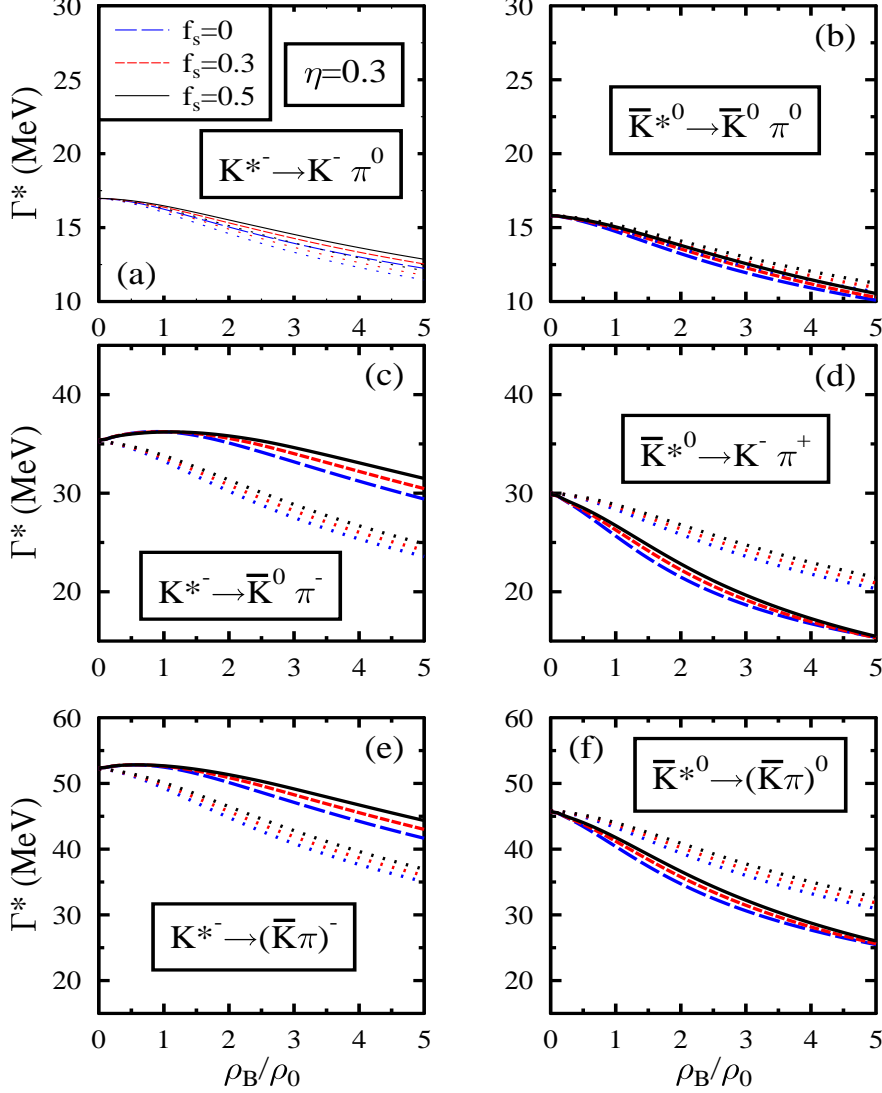 30
25
20
15
10
Γ* (MeV)
f_s=0
f_s=0.3
f_s=0.5
η=0.3
K*⁻→K⁻ π⁰
(a)
0 1 2 3 4 5
30
25
20
15
10
(b)
K̅*⁰→K̅⁰ π⁰
0 1 2 3 4 5
40
30
20
Γ* (MeV)
(c)
K*⁻→K̅⁰ π⁻
0 1 2 3 4 5
40
30
20
(d)
K̅*⁰→K⁻ π⁺
0 1 2 3 4 5
60
50
40
30
20
Γ* (MeV)
(e)
K*⁻→(K̅π)⁻
0 1 2 3 4 5
ρ_B/ρ_0
60
50
40
30
20
(f)
K̅*⁰→(K̅π)⁰
0 1 2 3 4 5
ρ_B/ρ_0